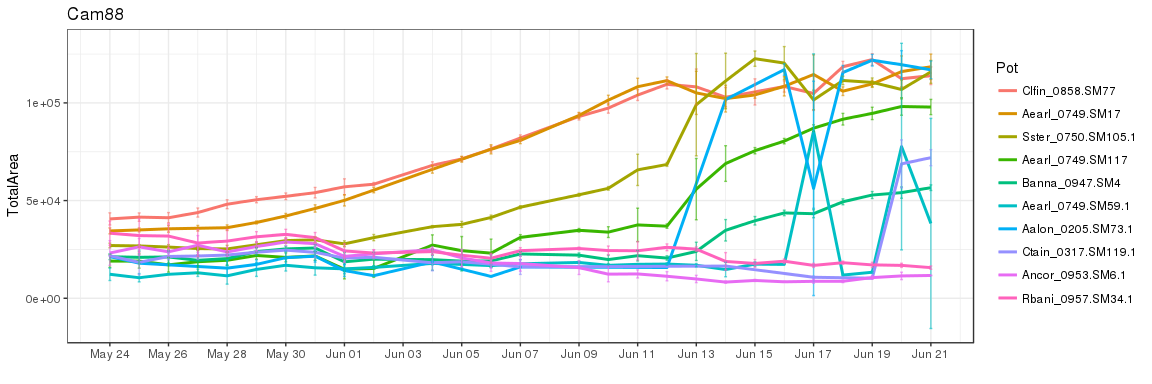 Cam88
TotalArea
1e+05
5e+04
0e+00
May 24 May 26 May 28 May 30 Jun 01 Jun 03 Jun 05 Jun 07 Jun 09 Jun 11 Jun 13 Jun 15 Jun 17 Jun 19 Jun 21
Pot
Clfin_0858.SM77
Aearl_0749.SM17
Sster_0750.SM105.1
Aearl_0749.SM117
Banna_0947.SM4
Aearl_0749.SM59.1
Aalon_0205.SM73.1
Ctain_0317.SM119.1
Ancor_0953.SM6.1
Rbani_0957.SM34.1